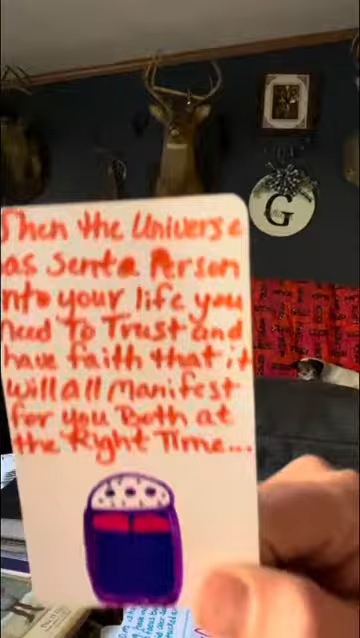 When the Universe
as Sent a Person
nto your life you
need To Trust and
have faith that it
will all Manifest
for you Both at
the Right Time...
G